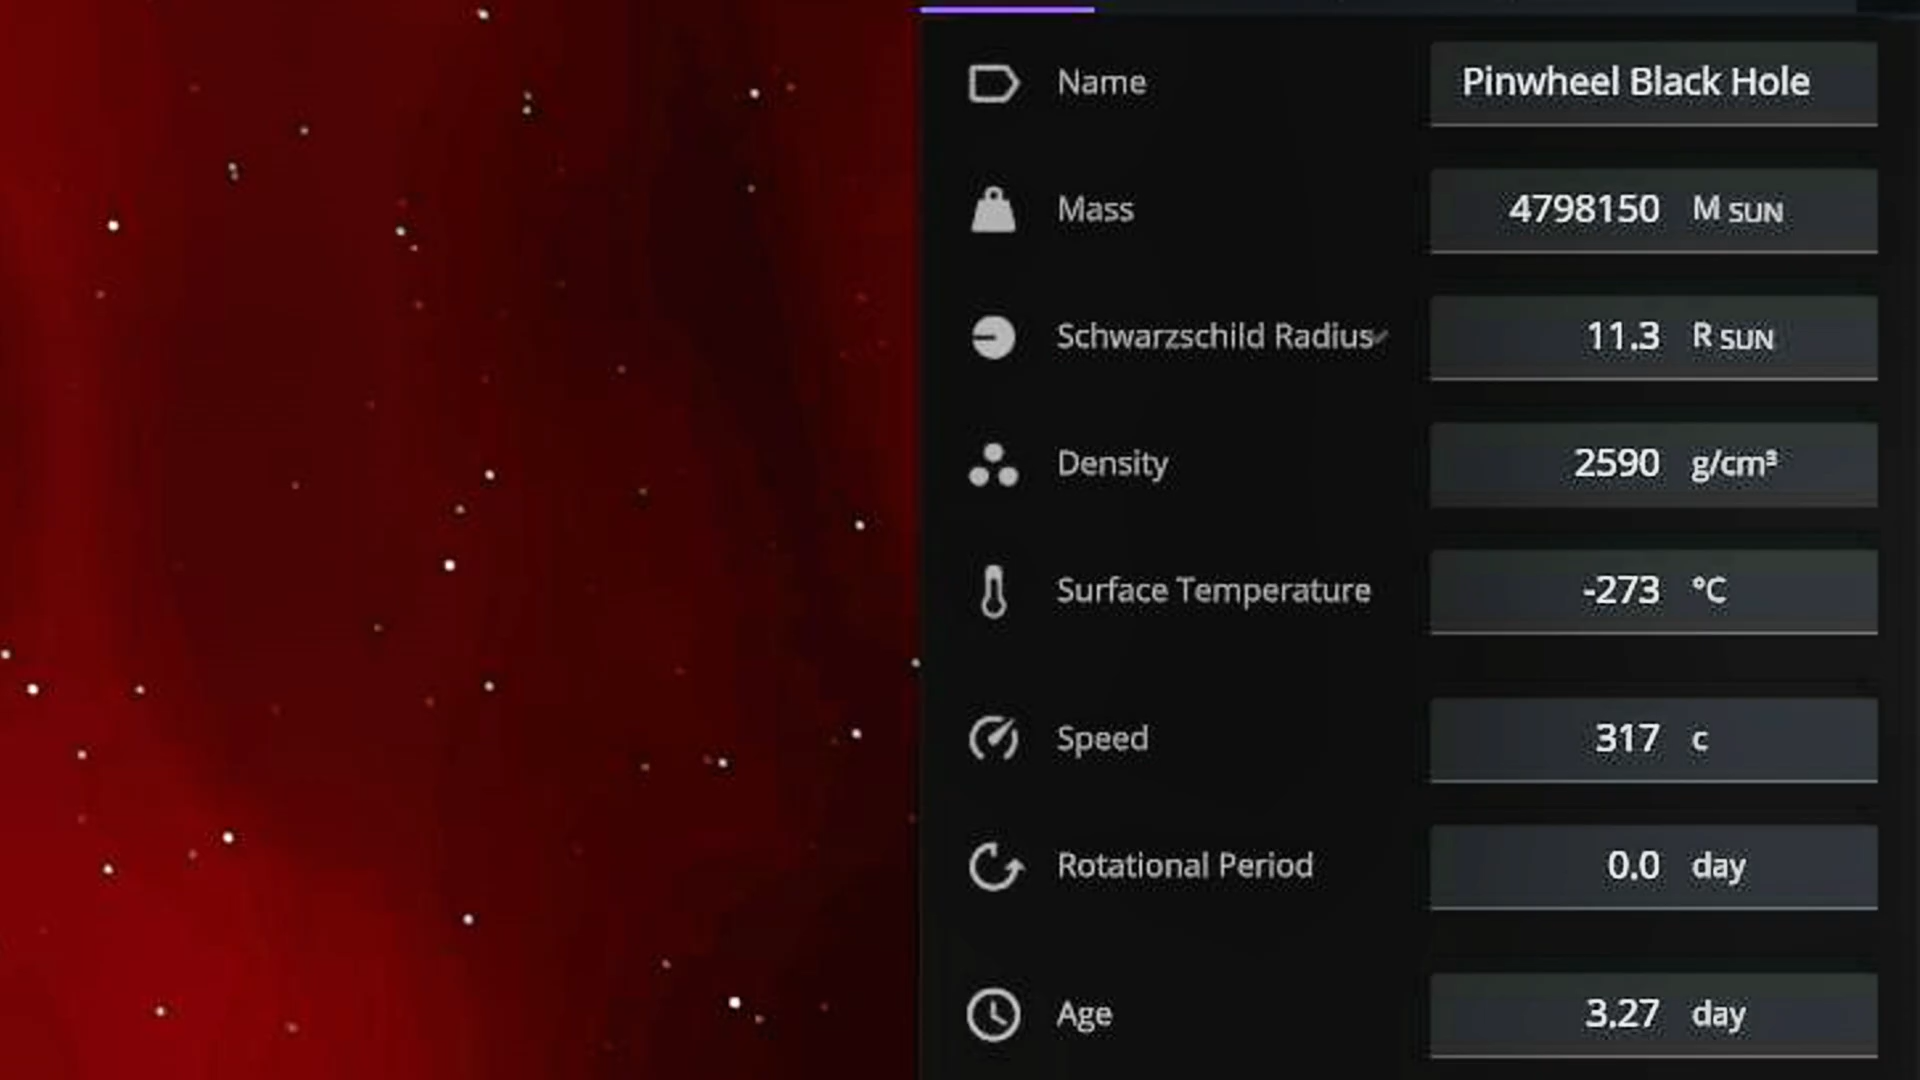 Name Pinwheel Black Hole
Mass 4798150 M SUN
Schwarzschild Radius 11.3 R SUN
Density 2590 g/cm³
Surface Temperature -273 °C
Speed 317 c
Rotational Period 0.0 day
Age 3.27 day